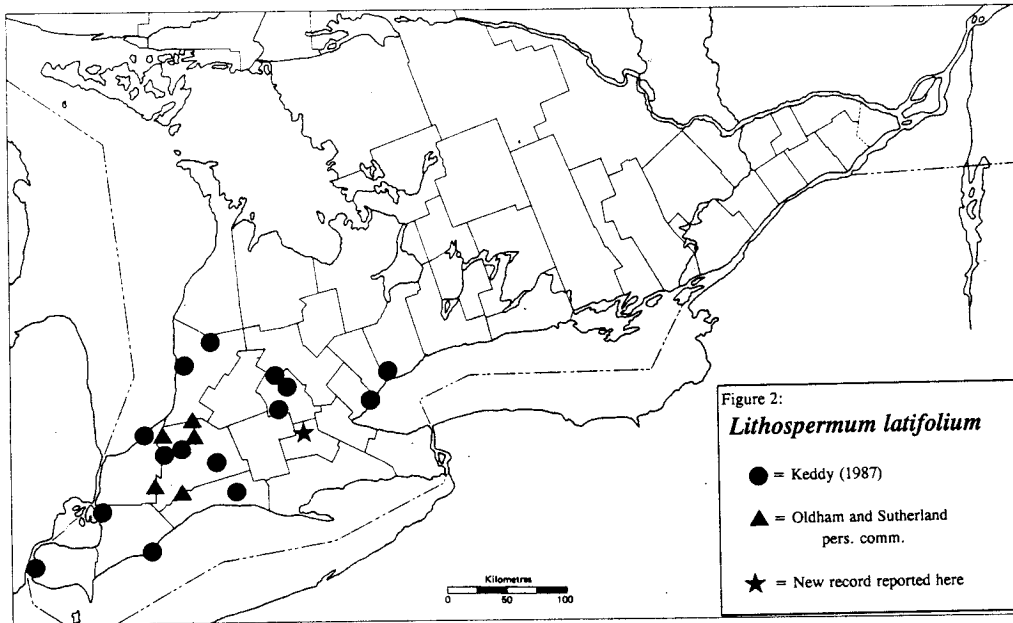 Figure 2:
Lithospermum latifolium
= Keddy (1987)
= Oldham and Sutherland
pers. comm.
= New record reported here
Kilometres
0 50 100